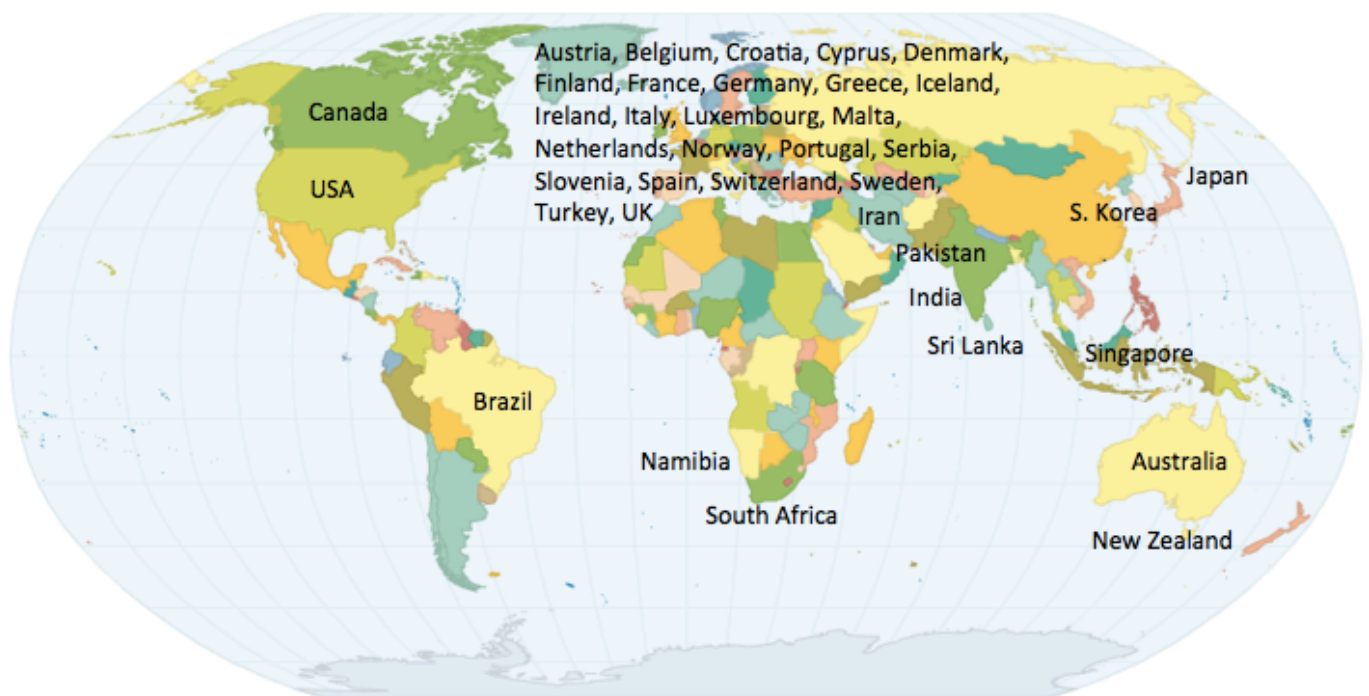 Austria, Belgium, Croatia, Cyprus, Denmark,
Finland, France, Germany, Greece, Iceland,
Ireland, Italy, Luxembourg, Malta,
Netherlands, Norway, Portugal, Serbia,
Slovenia, Spain, Switzerland, Sweden,
Turkey, UK
Canada
USA
Japan
S. Korea
Iran
Pakistan
India
Sri Lanka
Singapore
Brazil
Namibia
South Africa
Australia
New Zealand